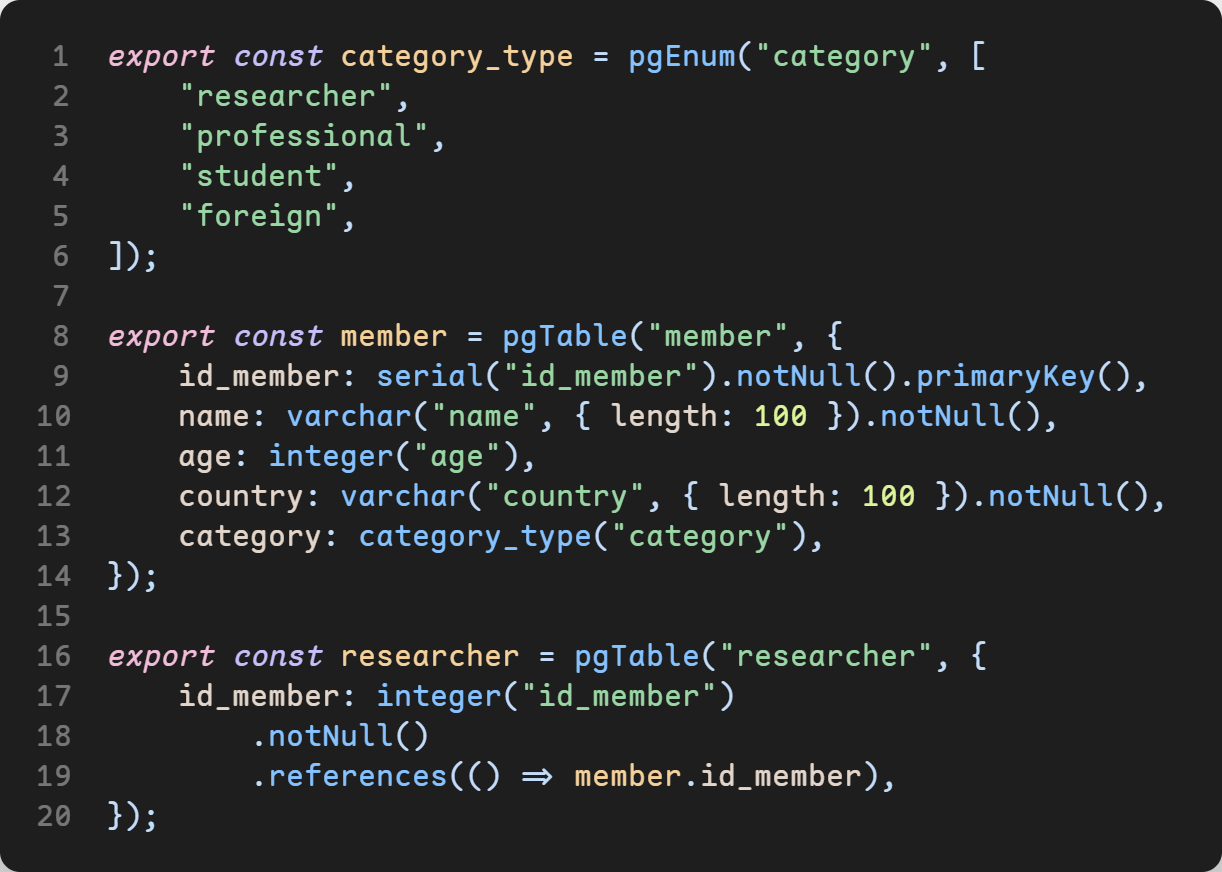 1 export const category_type = pgEnum("category", [
2     "researcher",
3     "professional",
4     "student",
5     "foreign",
6 ]);
7
8 export const member = pgTable("member", {
9     id_member: serial("id_member").notNull().primaryKey(),
10     name: varchar("name", { length: 100 }).notNull(),
11     age: integer("age"),
12     country: varchar("country", { length: 100 }).notNull(),
13     category: category_type("category"),
14 });
15
16 export const researcher = pgTable("researcher", {
17     id_member: integer("id_member")
18         .notNull()
19         .references(() => member.id_member),
20 });